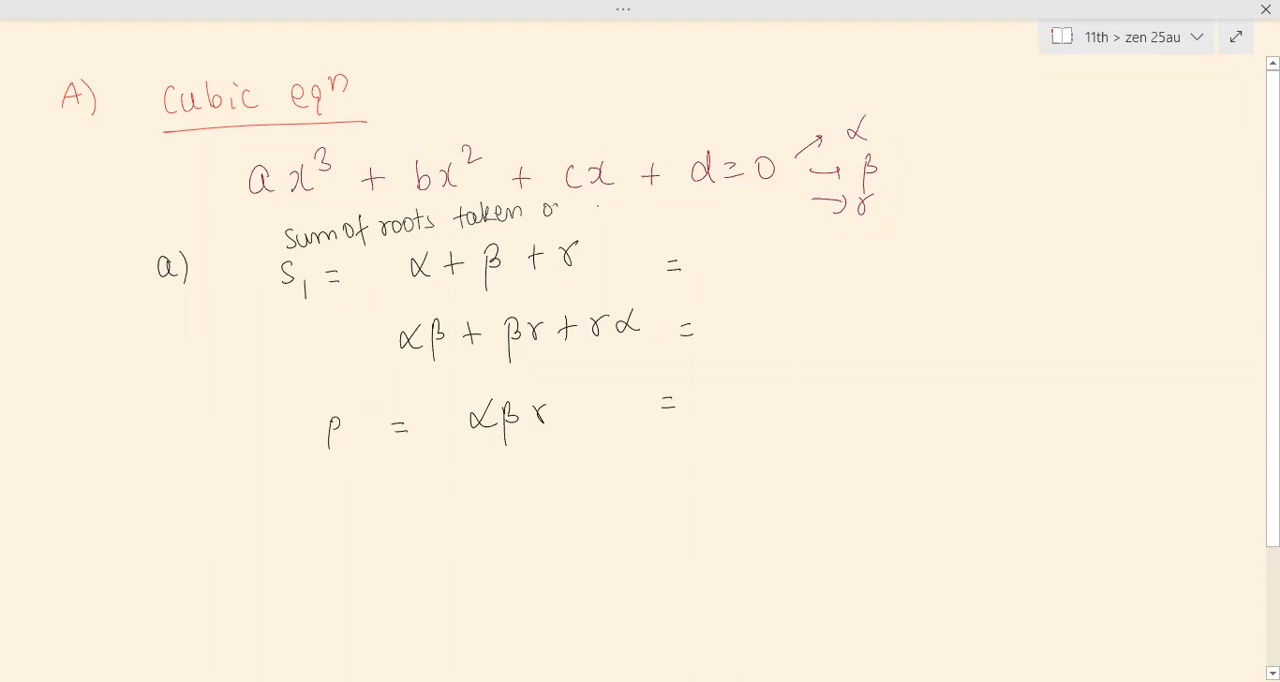 ...
11th > zen 25au
A) Cubic eqⁿ
ax³ + bx² + cx + d = 0 → α
→ β
→ γ
sum of roots taken o
a) S₁ = α + β + γ =
αβ + βγ + γα =
P = αβγ =